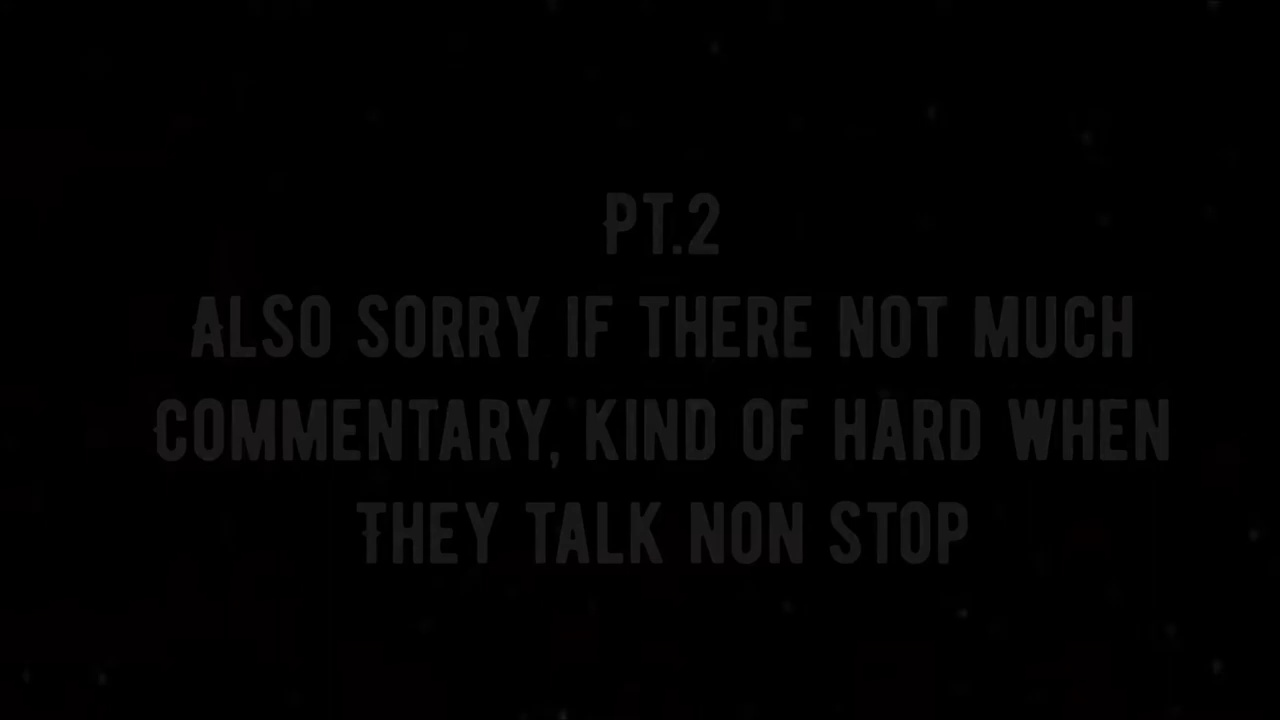 Pt.2
Also sorry if there not much
commentary, kind of hard when
they talk non stop